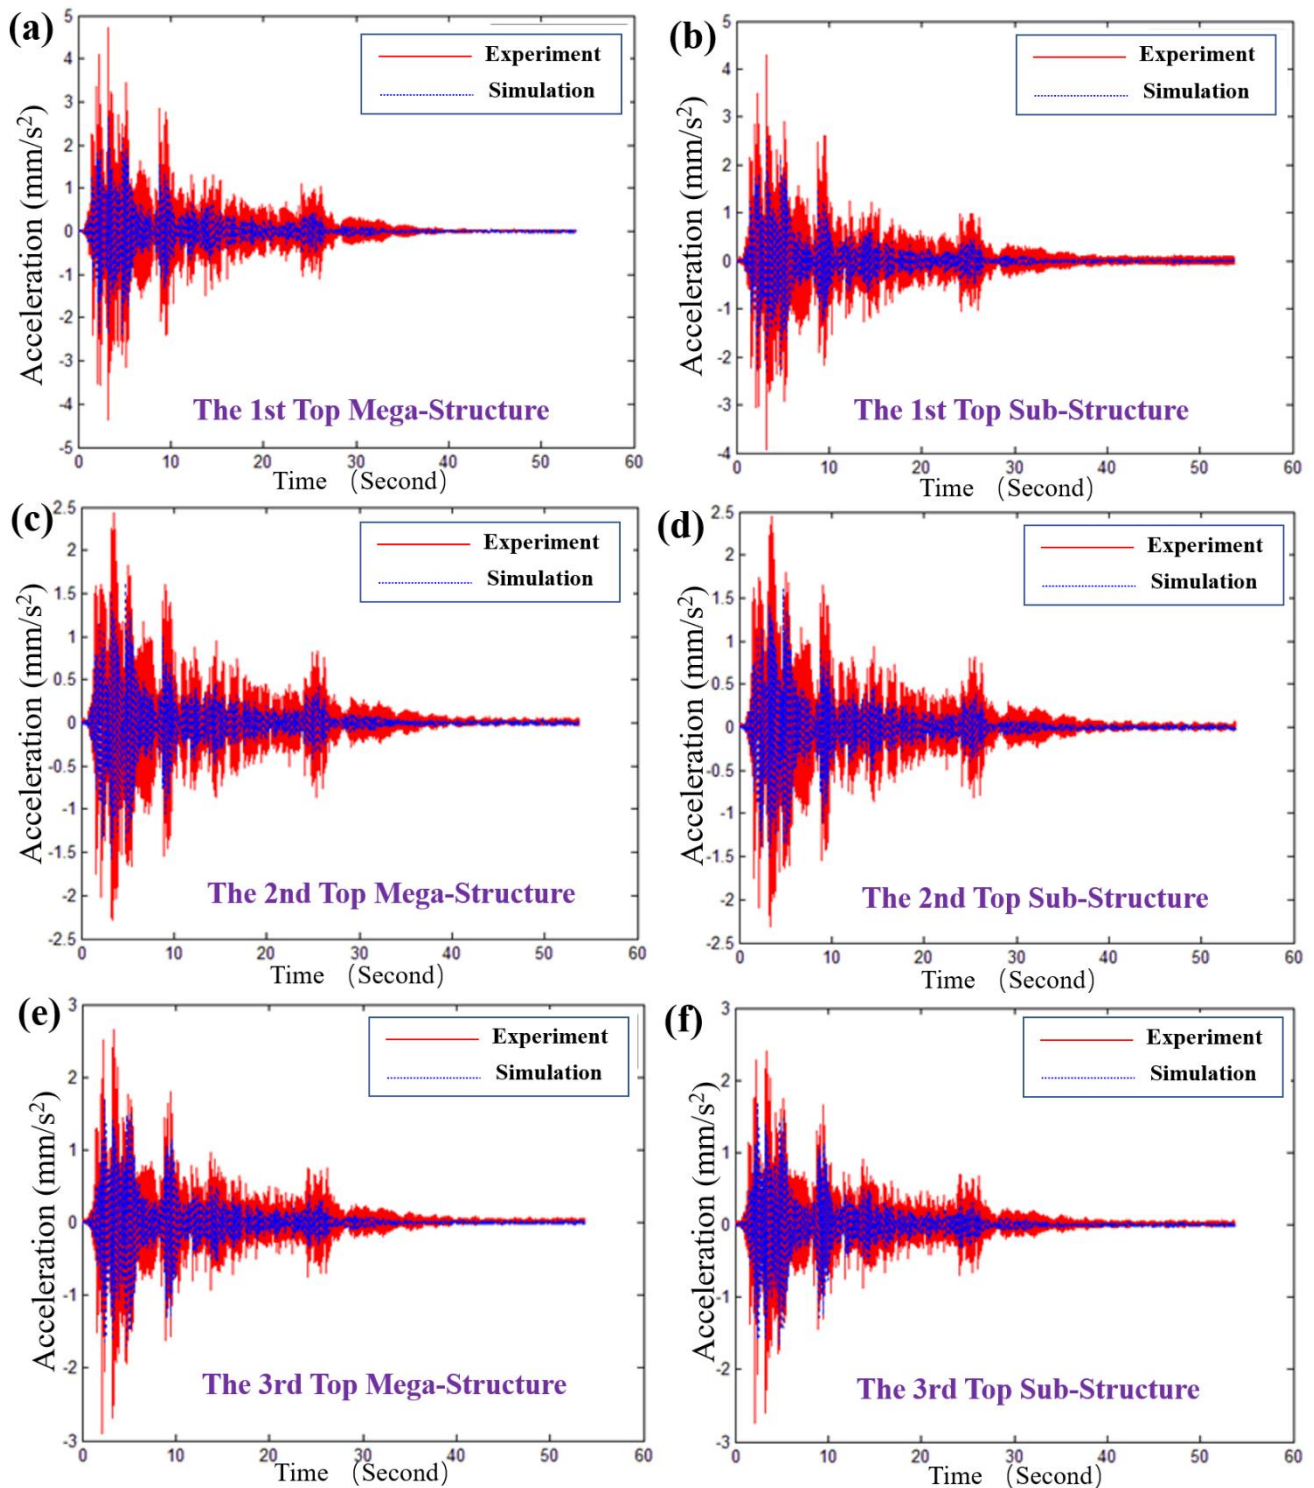 (a)
5
4
3
2
1
0
-1
-2
-3
-4
-5
Acceleration (mm/s²)
Experiment
Simulation
The 1st Top Mega-Structure
0 10 20 30 40 50 60
Time （Second）
(b)
5
4
3
2
1
0
-1
-2
-3
-4
Acceleration (mm/s²)
Experiment
Simulation
The 1st Top Sub-Structure
0 10 20 30 40 50 60
Time （Second）
(c)
2.5
2
1.5
1
0.5
0
-0.5
-1
-1.5
-2
-2.5
Acceleration (mm/s²)
Experiment
Simulation
The 2nd Top Mega-Structure
0 10 20 30 40 50 60
Time （Second）
(d)
2.5
2
1.5
1
0.5
0
-0.5
-1
-1.5
-2
-2.5
Acceleration (mm/s²)
Experiment
Simulation
The 2nd Top Sub-Structure
0 10 20 30 40 50 60
Time （Second）
(e)
3
2
1
0
-1
-2
-3
Acceleration (mm/s²)
Experiment
Simulation
The 3rd Top Mega-Structure
0 10 20 30 40 50 60
Time （Second）
(f)
3
2
1
0
-1
-2
-3
Acceleration (mm/s²)
Experiment
Simulation
The 3rd Top Sub-Structure
0 10 20 30 40 50 60
Time （Second）